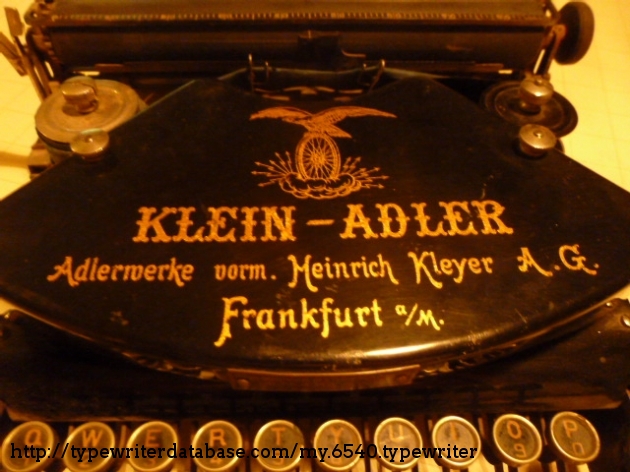 KLEIN-ADLER
Adlerwerke vorm. Heinrich Kleyer A.G.
Frankfurt a/M.
W E R T U I O P
http://typewriterdatabase.com/my.6540.typewriter